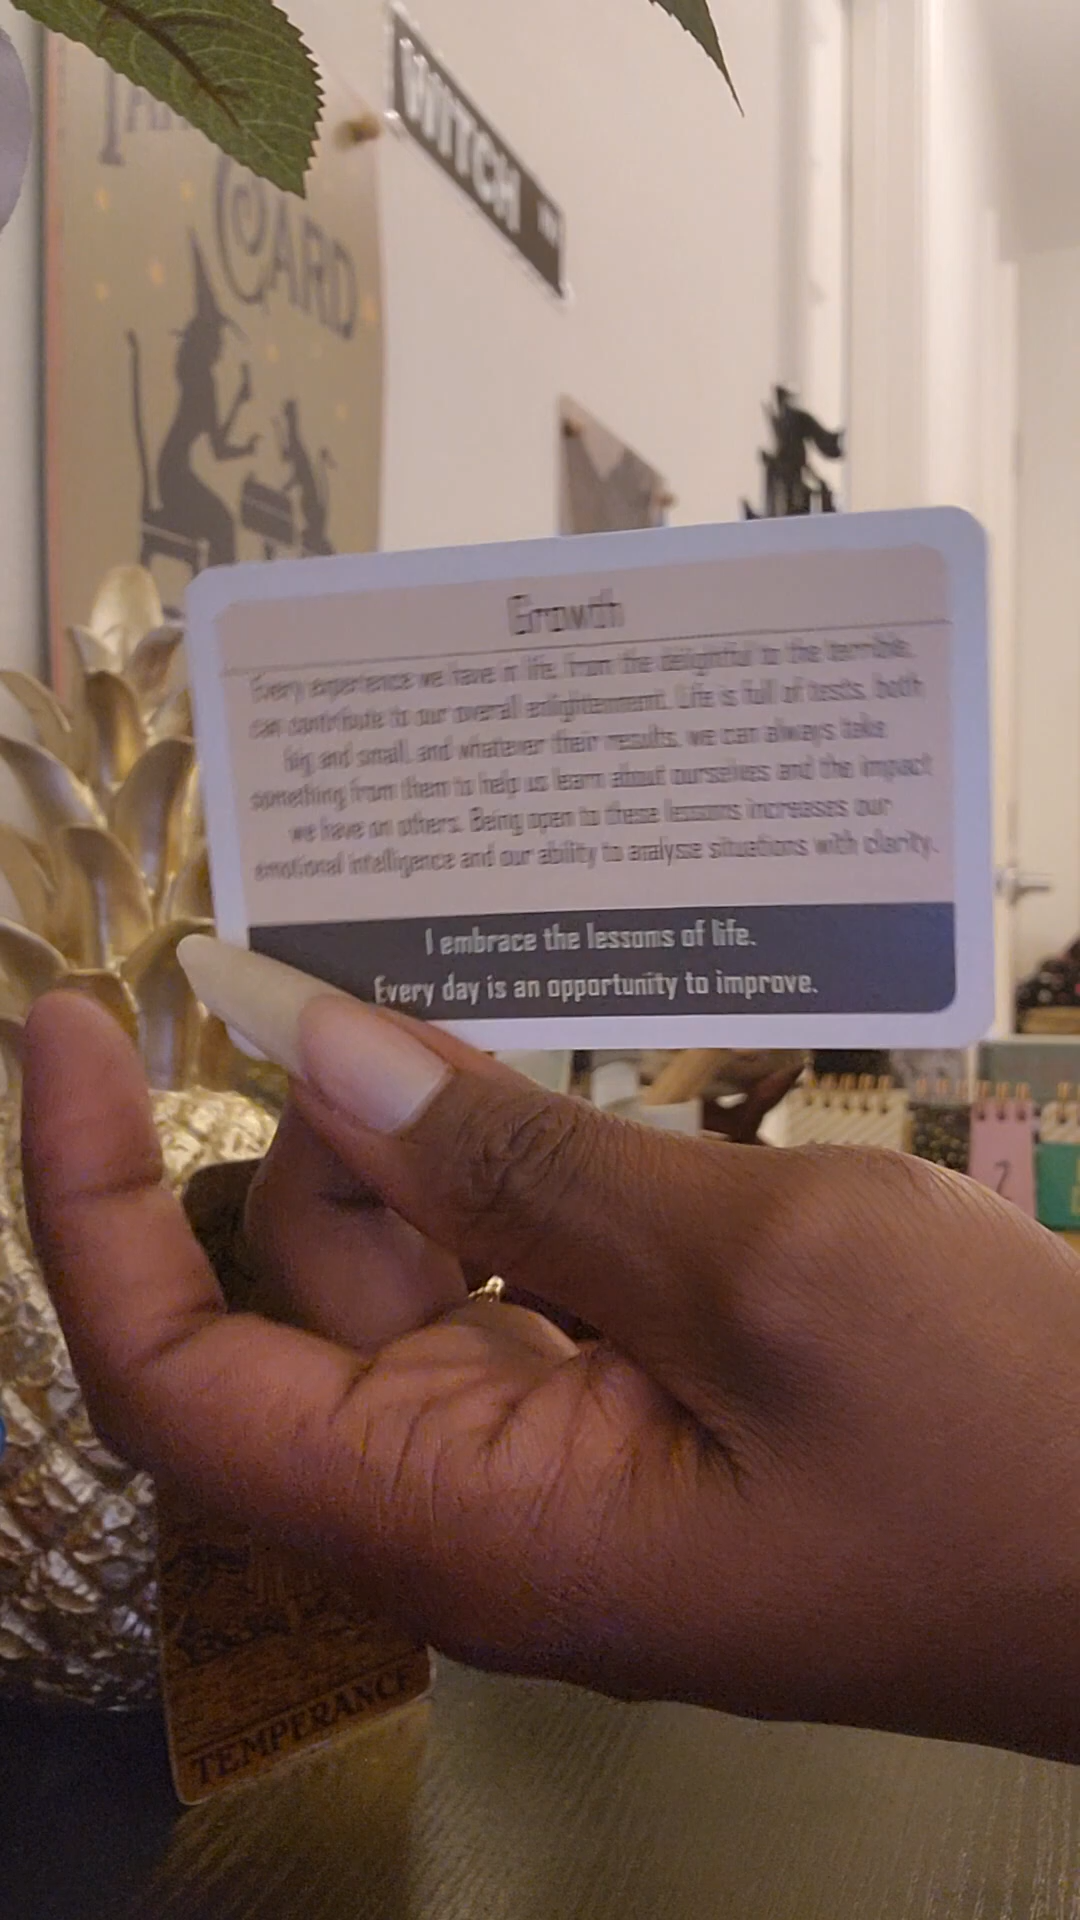 CARD
WITCH
Growth
Every experience we have in life, from the delightful to the terrible,
can contribute to our overall enlightenment. Life is full of tests, both
big and small, and whatever their results, we can always take
something from them to help us learn about ourselves and the impact
we have on others. Being open to these lessons increases our
emotional intelligence and our ability to analyse situations with clarity.
I embrace the lessons of life.
Every day is an opportunity to improve.
TEMPERANCE